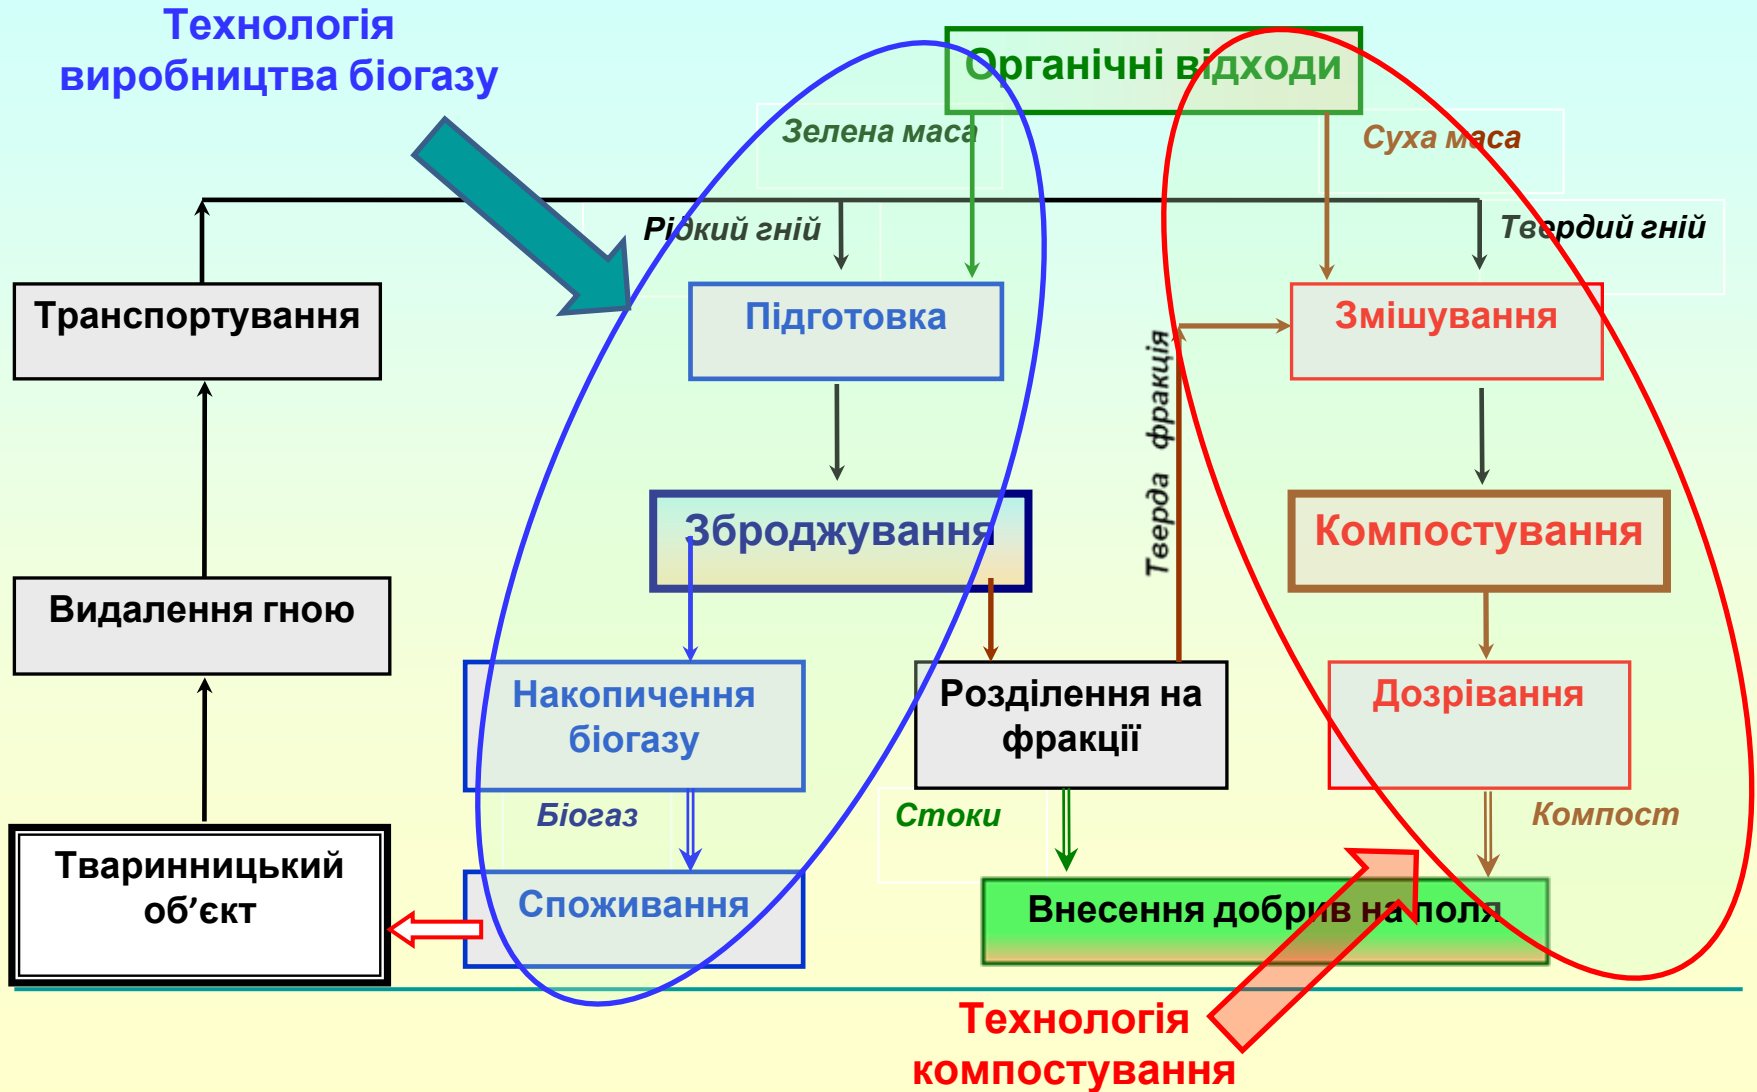 Технологія
виробництва біогазу
Органічні відходи
Зелена маса
Суха маса
Рідкий гній
Твердий гній
Транспортування
Підготовка
Змішування
Тверда фракція
Зброджування
Компостування
Видалення гною
Накопичення
біогазу
Розділення на
фракції
Дозрівання
Біогаз
Стоки
Компост
Тваринницький
об’єкт
Споживання
Внесення добрив на поля
Технологія
компостування